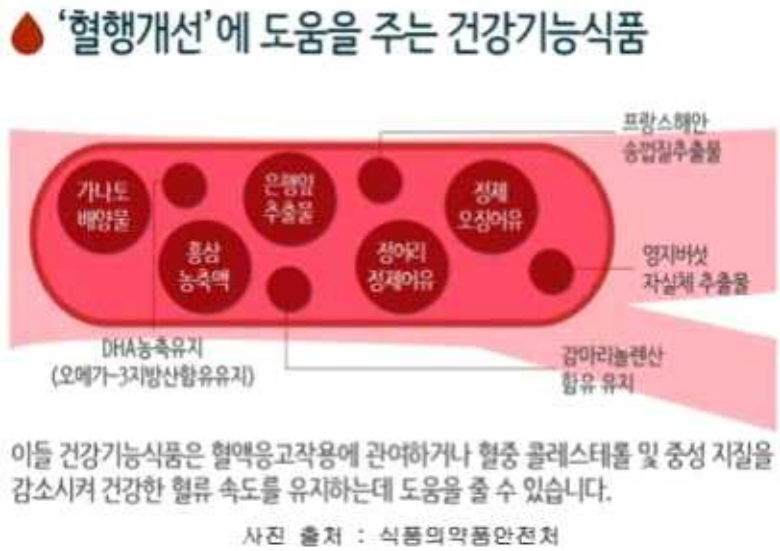 ‘혈행개선’에 도움을 주는 건강기능식품
프랑스해안
송껍질추출물
가나토
배양물
은행잎
추출물
정제
오징어유
홍삼
농축액
정어리
정제어유
영지버섯
자실체 추출물
DHA농축유지
(오메가-3지방산함유유지)
감마리놀렌산
함유 유지
이들 건강기능식품은 혈액응고작용에 관여하거나 혈중 콜레스테롤 및 중성 지질을
감소시켜 건강한 혈류 속도를 유지하는데 도움을 줄 수 있습니다.
사진 출처 : 식품의약품안전처